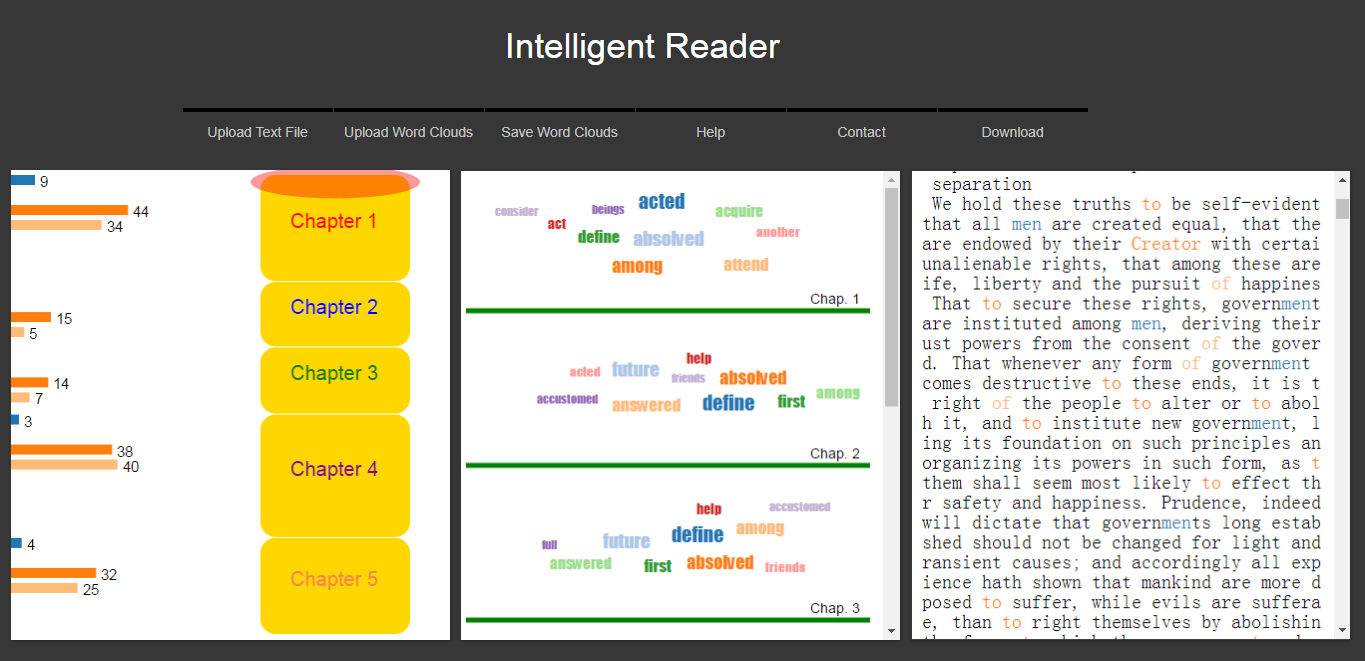 Intelligent Reader
Upload Text File
Upload Word Clouds
Save Word Clouds
Help
Contact
Download
9
44
34
15
5
14
7
3
38
40
4
32
25
Chapter 1
Chapter 2
Chapter 3
Chapter 4
Chapter 5
consider beings acted acquire
act define absolved another
among attend
Chap. 1
help
acted future friends absolved
accustomed answered define first among
Chap. 2
help accustomed
full future define among
answered first absolved friends
Chap. 3
separation
We hold these truths to be self-evident
that all men are created equal, that the
are endowed by their Creator with certai
unalienable rights, that among these are
ife, liberty and the pursuit of happines
That to secure these rights, government
are instituted among men, deriving their
ust powers from the consent of the gover
d. That whenever any form of government
comes destructive to these ends, it is t
right of the people to alter or to abol
h it, and to institute new government, l
ing its foundation on such principles an
organizing its powers in such form, as t
them shall seem most likely to effect th
r safety and happiness. Prudence, indeed
will dictate that governments long estab
shed should not be changed for light and
ransient causes; and accordingly all exp
ience hath shown that mankind are more d
posed to suffer, while evils are suffera
e, than to right themselves by abolishin